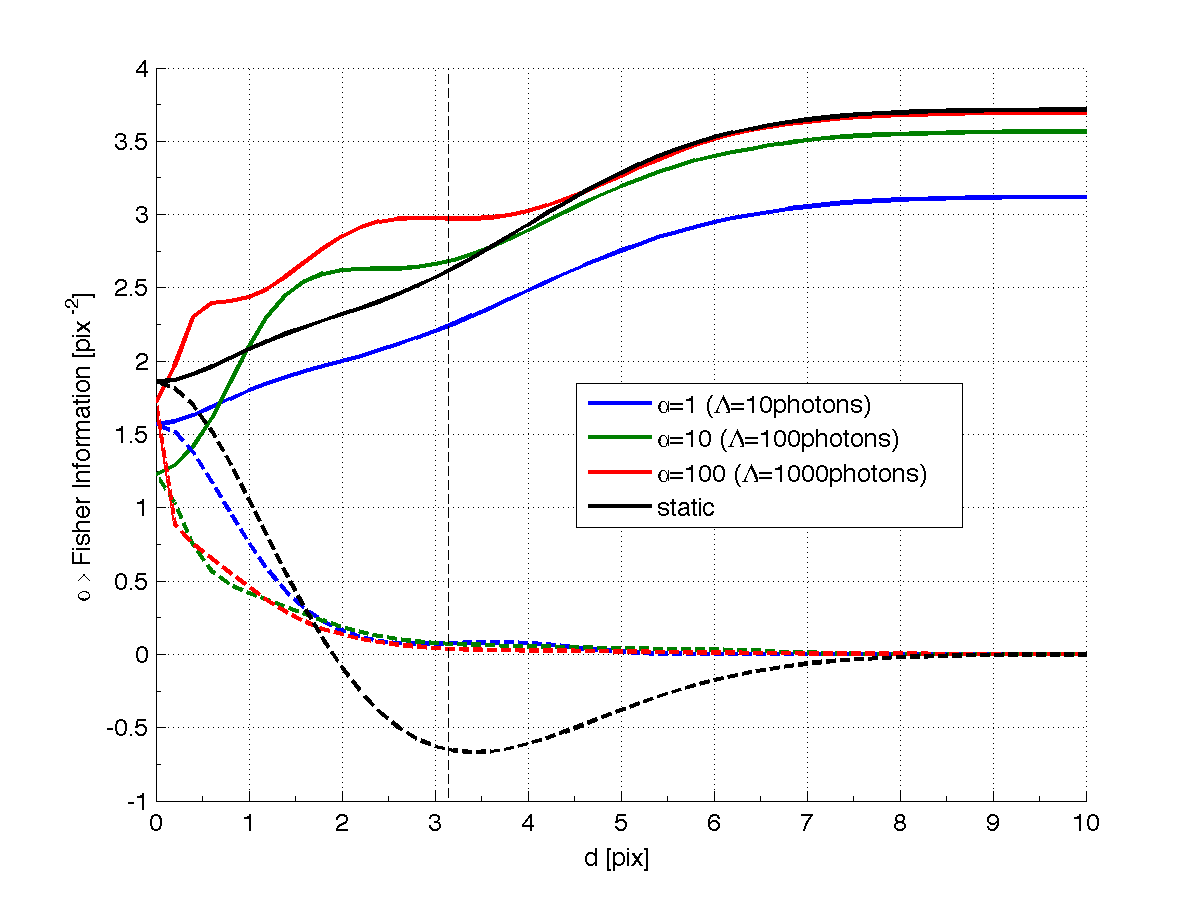 4
3.5
3
2.5
2
1.5
1
0.5
0
-0.5
-1
Fisher Information [pix⁻²]
α=1 (Λ=10photons)
α=10 (Λ=100photons)
α=100 (Λ=1000photons)
static
0 1 2 3 4 5 6 7 8 9 10
d [pix]